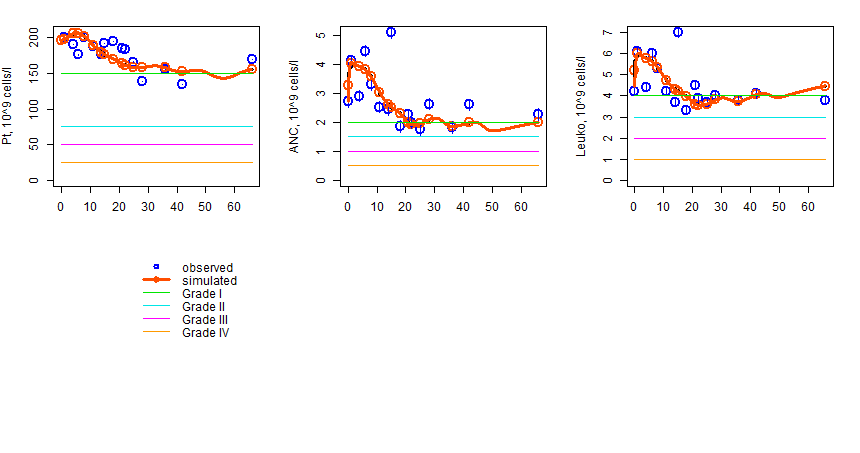 Pt, 10^9 cells/l
0 50 100 150 200
0 10 20 30 40 50 60
ANC, 10^9 cells/l
0 1 2 3 4 5
0 10 20 30 40 50 60
Leuko, 10^9 cells/l
0 1 2 3 4 5 6 7
0 10 20 30 40 50 60
observed
simulated
Grade I
Grade II
Grade III
Grade IV